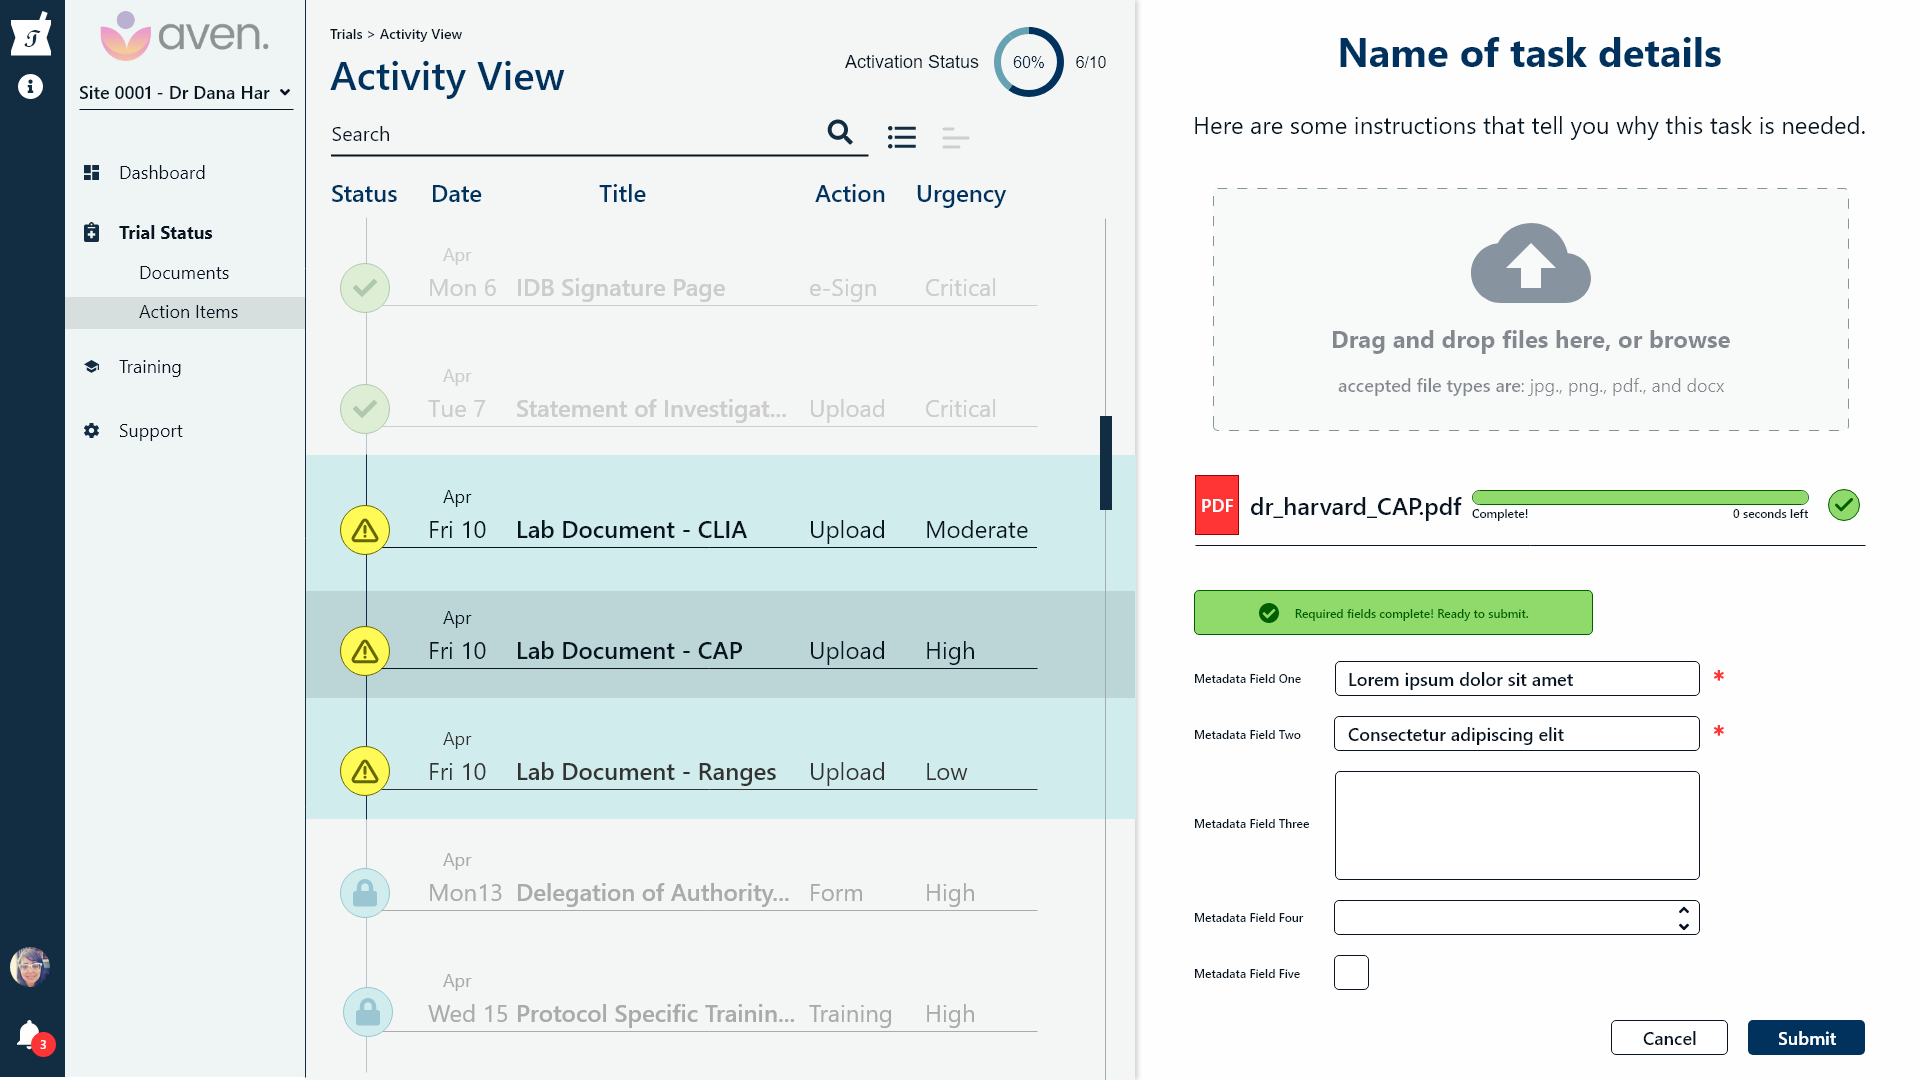 T
aven.
Site 0001 - Dr Dana Har
Dashboard
Trial Status
Documents
Action Items
Training
Support
3
Trials > Activity View
Activity View
Activation Status
60%
6/10
Search
Status Date Title Action Urgency
Apr
Mon 6 IDB Signature Page e-Sign Critical
Apr
Tue 7 Statement of Investigat... Upload Critical
Apr
Fri 10 Lab Document - CLIA Upload Moderate
Apr
Fri 10 Lab Document - CAP Upload High
Apr
Fri 10 Lab Document - Ranges Upload Low
Apr
Mon13 Delegation of Authority... Form High
Apr
Wed 15 Protocol Specific Trainin... Training High
Name of task details
Here are some instructions that tell you why this task is needed.
Drag and drop files here, or browse
accepted file types are: jpg., png., pdf., and docx
PDF dr_harvard_CAP.pdf
Complete! 0 seconds left
Required fields complete! Ready to submit.
Metadata Field One Lorem ipsum dolor sit amet *
Metadata Field Two Consectetur adipiscing elit *
Metadata Field Three
Metadata Field Four
Metadata Field Five
Cancel Submit